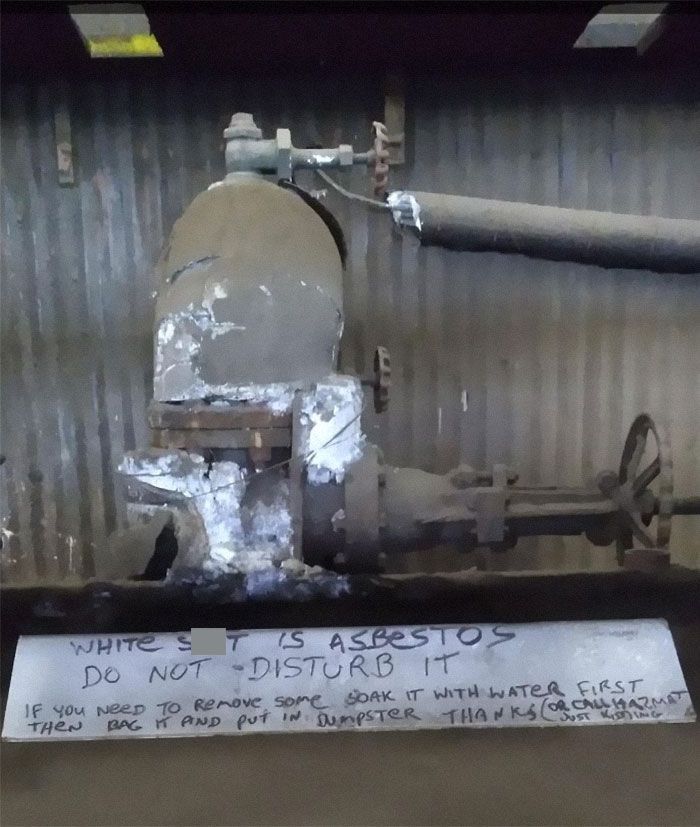 WHITE S T IS ASBESTOS
DO NOT DISTURB IT
IF YOU NEED TO REMOVE SOME SOAK IT WITH WATER FIRST
THEN BAG IT AND PUT IN DUMPSTER THANKS (OR CALL HAZMAT
JUST KIDDING